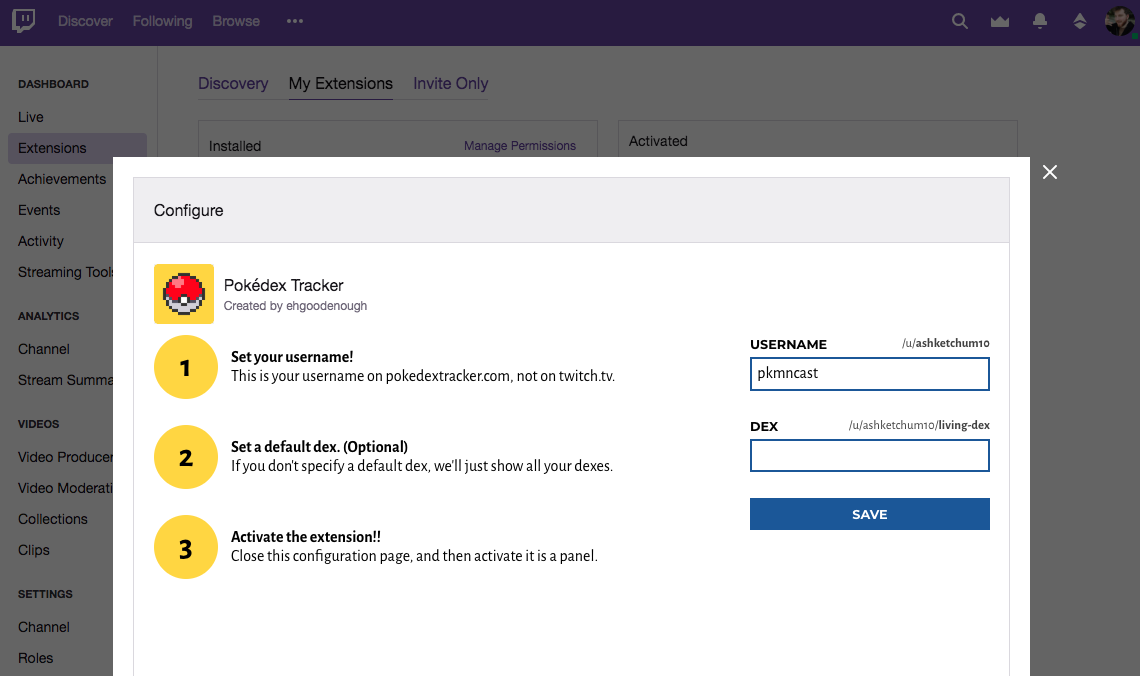 Discover
Following
Browse
DASHBOARD
Live
Extensions
Achievements
Events
Activity
Streaming Tools
ANALYTICS
Channel
Stream Summa
VIDEOS
Video Producer
Video Moderati
Collections
Clips
SETTINGS
Channel
Roles
Discovery
My Extensions
Invite Only
Installed
Manage Permissions
Activated
Configure
Pokédex Tracker
Created by ehgoodenough
1
Set your username!
This is your username on pokedextracker.com, not on twitch.tv.
2
Set a default dex. (Optional)
If you don't specify a default dex, we'll just show all your dexes.
3
Activate the extension!!
Close this configuration page, and then activate it is a panel.
USERNAME
/u/ashketchum10
pkmncast
DEX
/u/ashketchum10/living-dex
SAVE